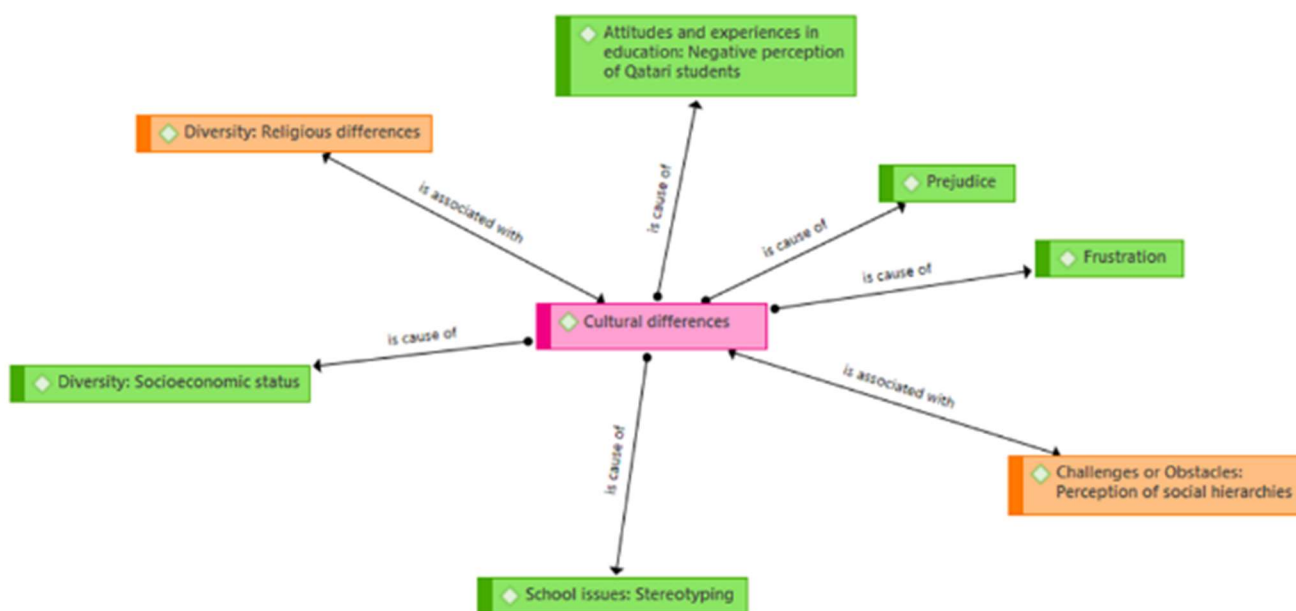 Attitudes and experiences in
education: Negative perception
of Qatari students
Diversity: Religious differences
is associated with
is cause of
Prejudice
is cause of
Frustration
is cause of
Cultural differences
is cause of
Diversity: Socioeconomic status
is associated with
is cause of
Challenges or Obstacles:
Perception of social hierarchies
School issues: Stereotyping